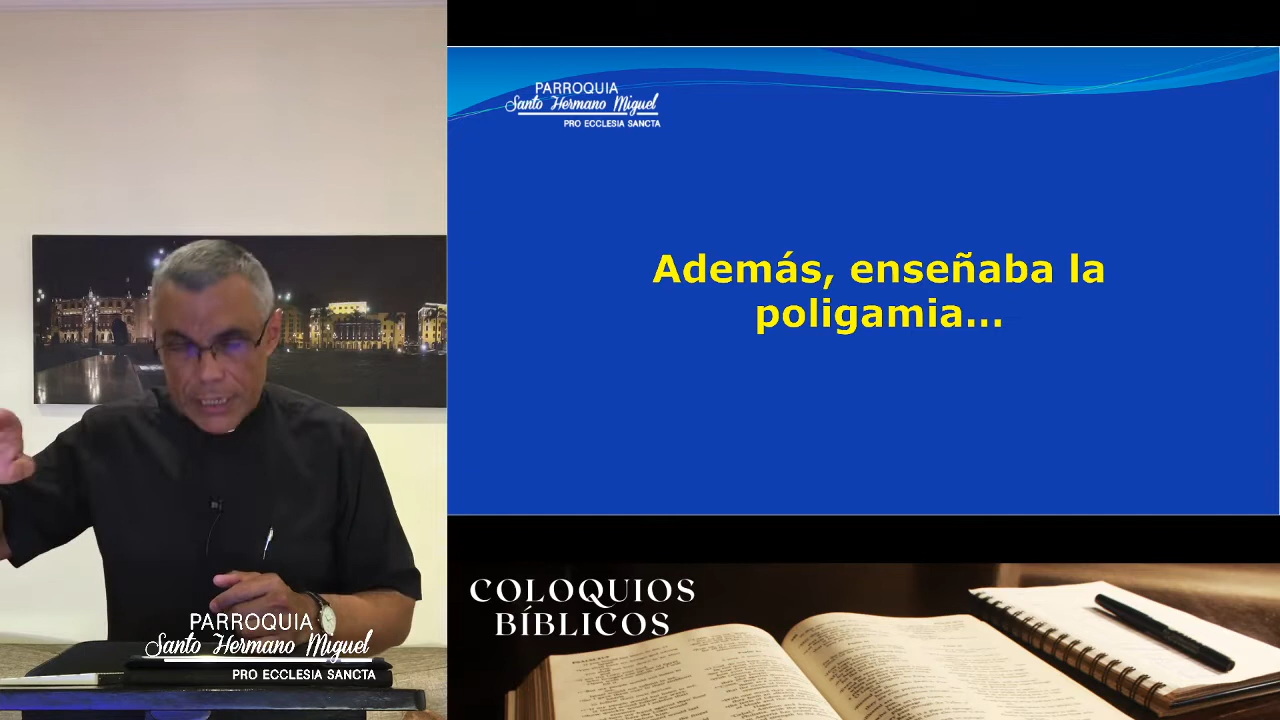 PARROQUIA
Santo Hermano Miguel
PRO ECCLESIA SANCTA
Además, enseñaba la
poligamia...
COLOQUIOS
BÍBLICOS
PARROQUIA
Santo Hermano Miguel
PRO ECCLESIA SANCTA